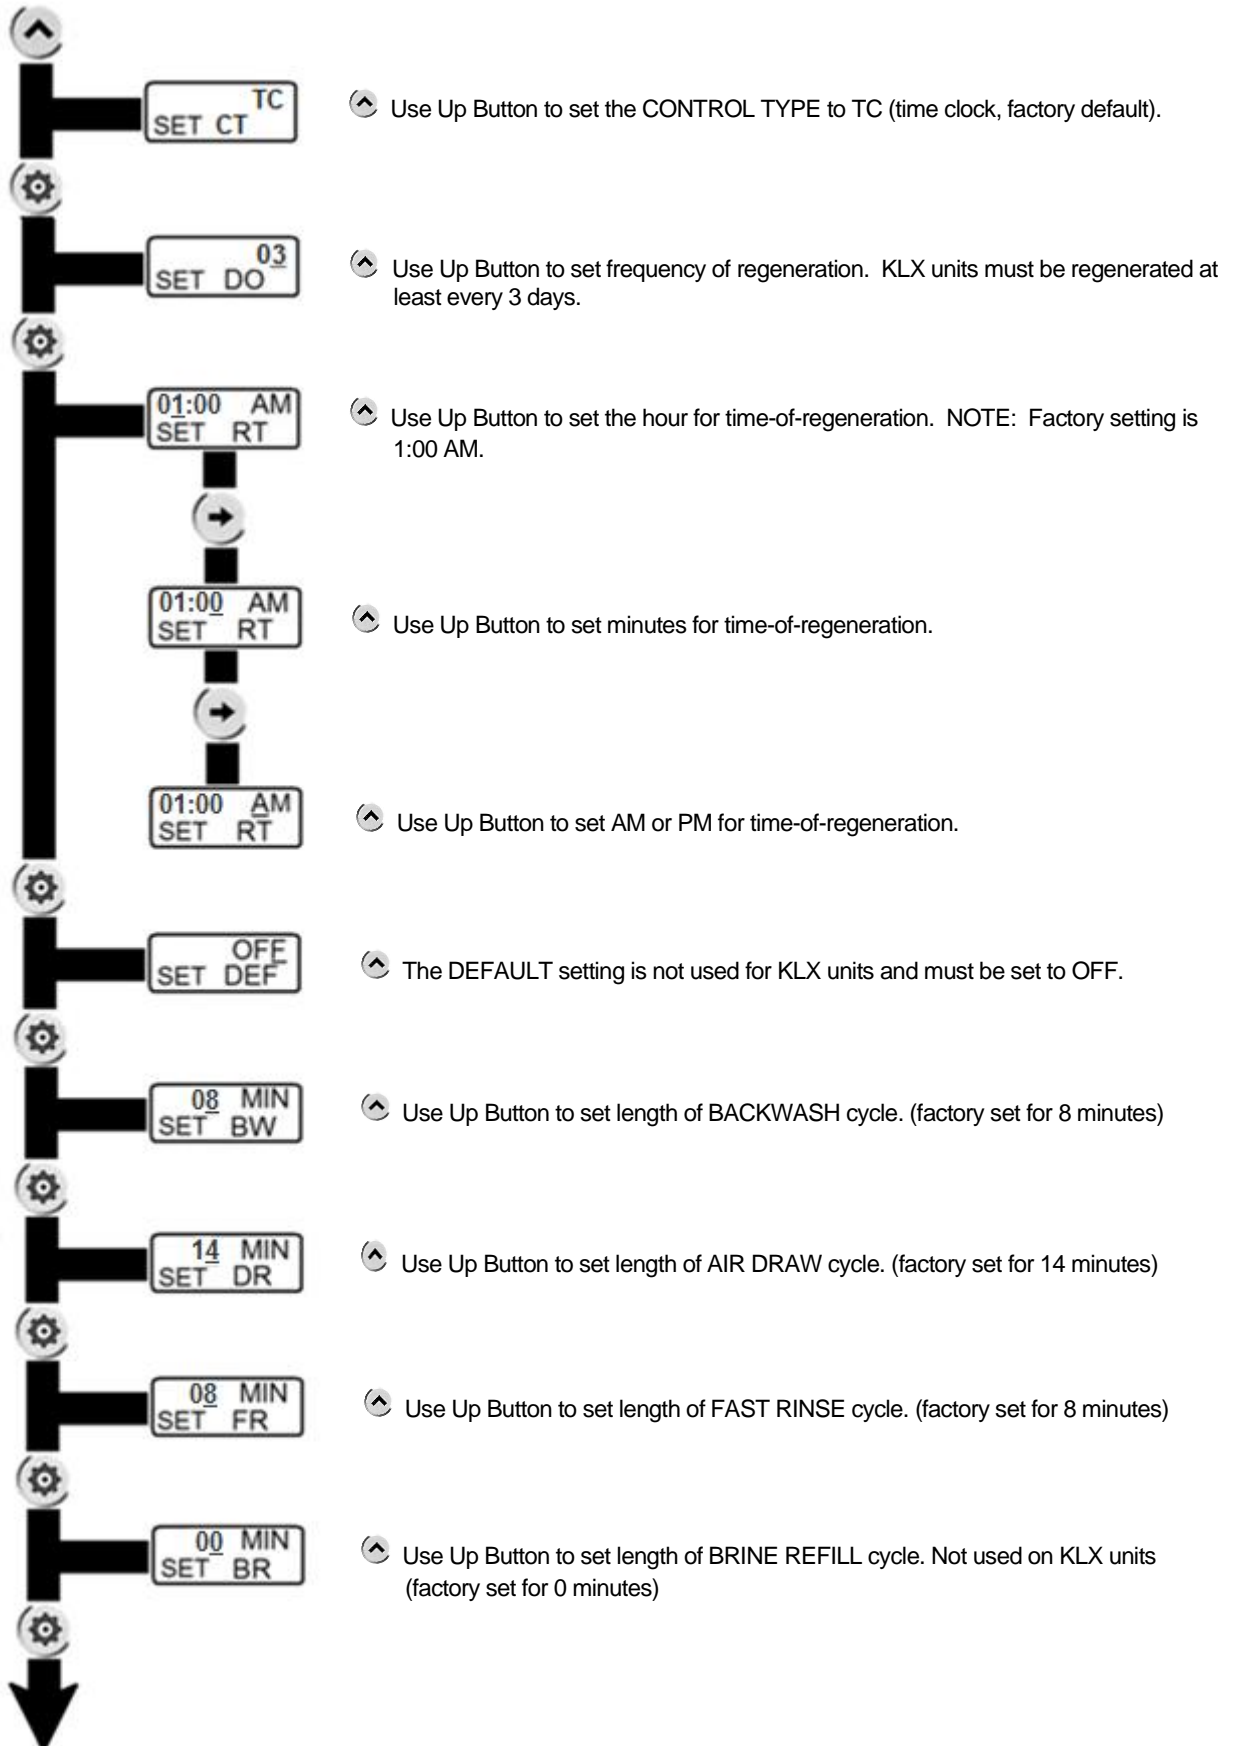 TC
SET CT
Use Up Button to set the CONTROL TYPE to TC (time clock, factory default).
03
SET DO
Use Up Button to set frequency of regeneration. KLX units must be regenerated at
least every 3 days.
01:00 AM
SET RT
Use Up Button to set the hour for time-of-regeneration. NOTE: Factory setting is
1:00 AM.
01:00 AM
SET RT
Use Up Button to set minutes for time-of-regeneration.
01:00 AM
SET RT
Use Up Button to set AM or PM for time-of-regeneration.
OFF
SET DEF
The DEFAULT setting is not used for KLX units and must be set to OFF.
08 MIN
SET BW
Use Up Button to set length of BACKWASH cycle. (factory set for 8 minutes)
14 MIN
SET DR
Use Up Button to set length of AIR DRAW cycle. (factory set for 14 minutes)
08 MIN
SET FR
Use Up Button to set length of FAST RINSE cycle. (factory set for 8 minutes)
00 MIN
SET BR
Use Up Button to set length of BRINE REFILL cycle. Not used on KLX units
(factory set for 0 minutes)